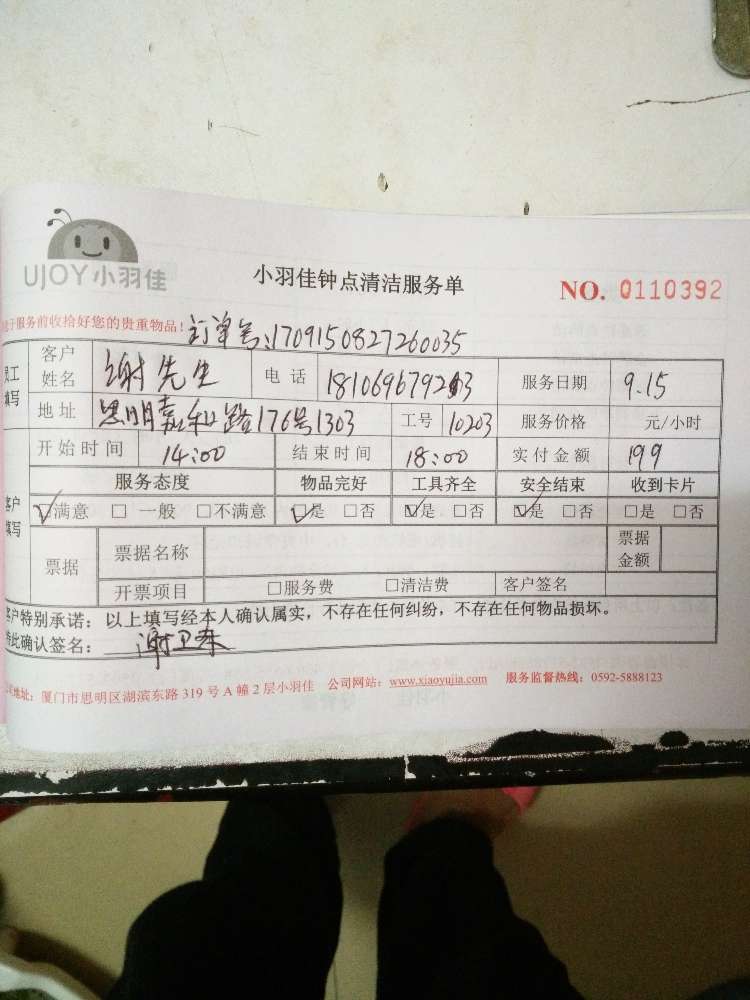 UJOY小羽佳
小羽佳钟点清洁服务单
NO. 0110392
于服务前收拾好您的贵重物品！ 订单号:1709150827260035
员工填写 客户姓名 谢先生 电 话 服务日期 9.15
地址 思明嘉和路176号1303 工号 10203 服务价格 元/小时
开始时间 14:00 结束时间 18:00 实付金额 199
服务态度 物品完好 工具齐全 安全结束 收到卡片
客户填写 ☑满意 □ 一般 □不满意 ☑是 □否 ☑是 □否 ☑是 □否 □是 □否
票据 票据名称 票据金额
开票项目 □服务费 □清洁费 客户签名
客户特别承诺：以上填写经本人确认属实，不存在任何纠纷，不存在任何物品损坏。
特此确认签名： 谢卫东
地址：厦门市思明区湖滨东路 319 号 A 幢 2 层小羽佳 公司网站：www.xiaoyujia.com 服务监督热线：0592-5888123